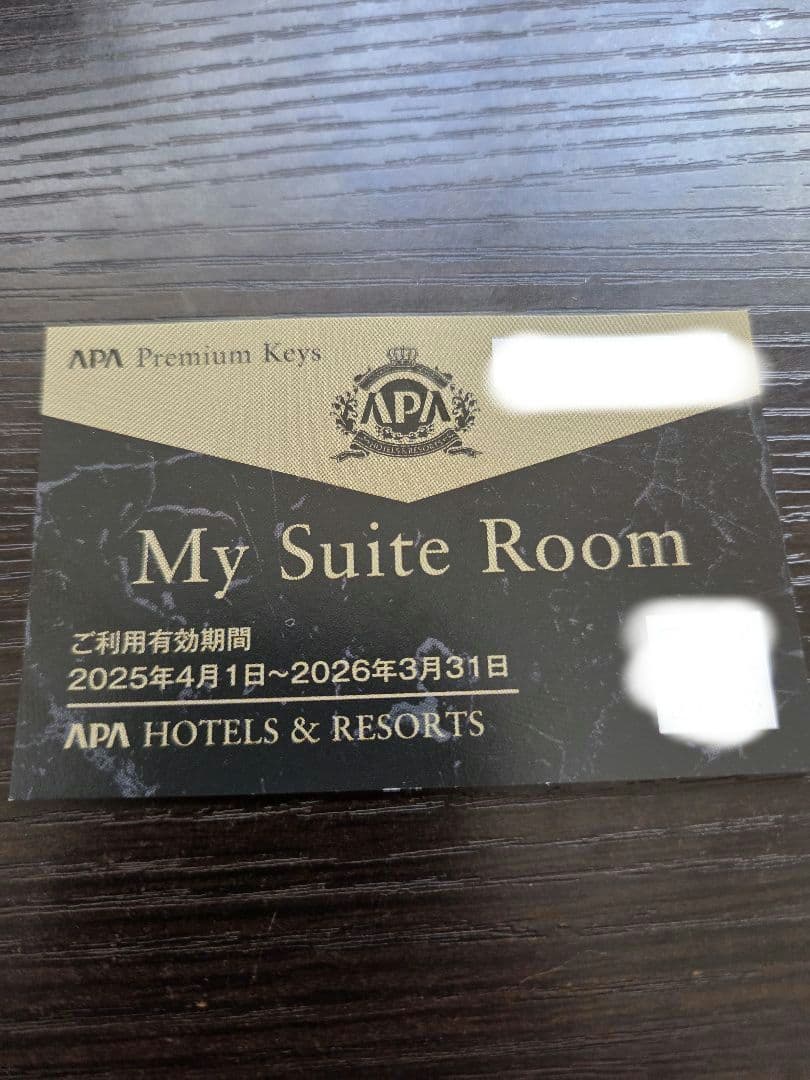 APA Premium Keys
APA
HOTELS & RESORTS
My Suite Room
ご利用有効期間
2025年4月1日~2026年3月31日
APA HOTELS & RESORTS